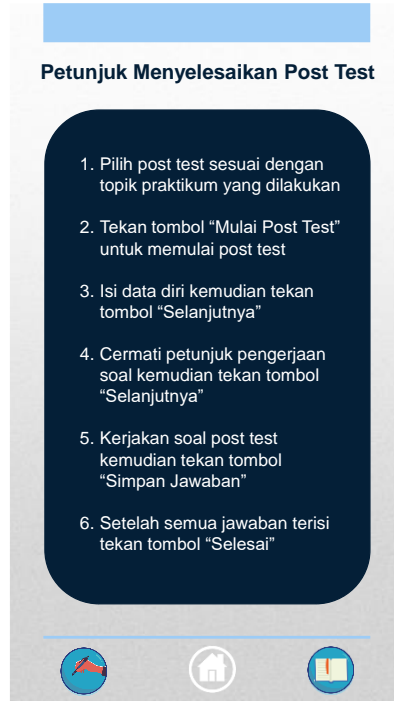 Petunjuk Menyelesaikan Post Test
1. Pilih post test sesuai dengan
topik praktikum yang dilakukan
2. Tekan tombol “Mulai Post Test”
untuk memulai post test
3. Isi data diri kemudian tekan
tombol “Selanjutnya”
4. Cermati petunjuk pengerjaan
soal kemudian tekan tombol
“Selanjutnya”
5. Kerjakan soal post test
kemudian tekan tombol
“Simpan Jawaban”
6. Setelah semua jawaban terisi
tekan tombol “Selesai”